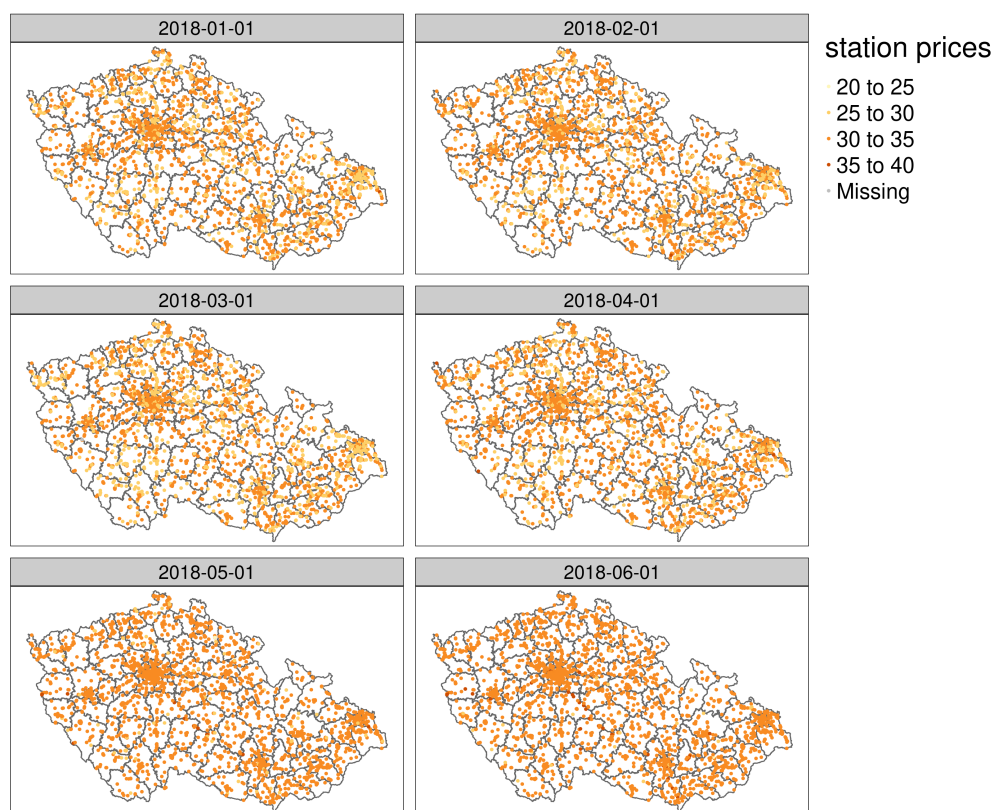 2018-01-01
2018-02-01
station prices
20 to 25
25 to 30
30 to 35
35 to 40
Missing
2018-03-01
2018-04-01
2018-05-01
2018-06-01